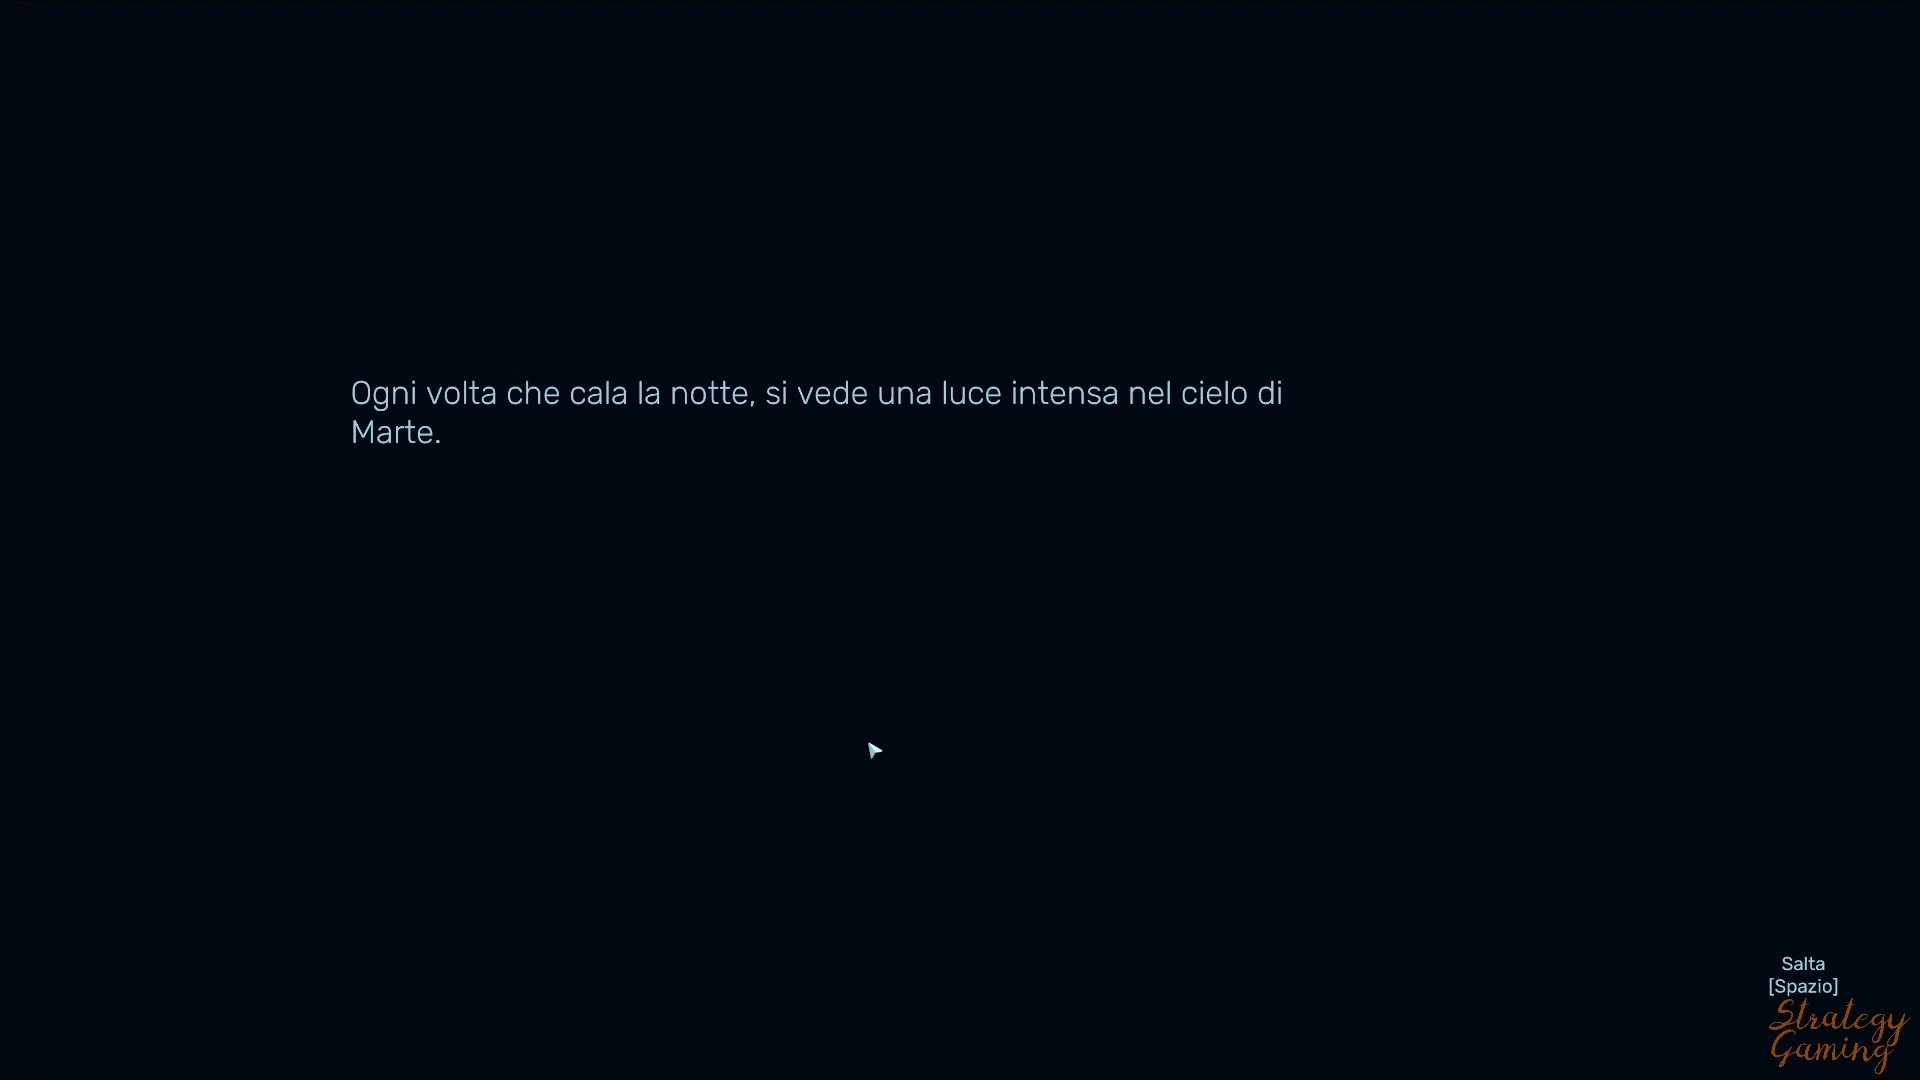 Ogni volta che cala la notte, si vede una luce intensa nel cielo di
Marte.
Salta
[Spazio]
Strategy
Gaming